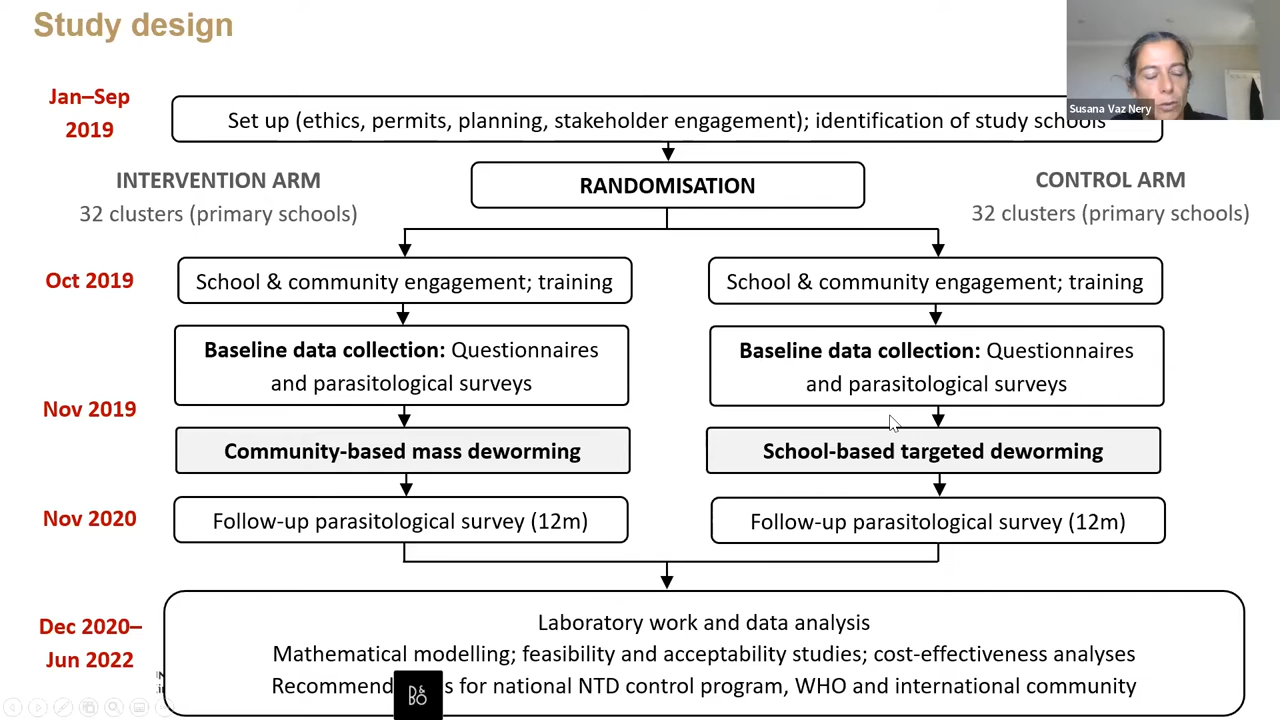 Study design
Susana Vaz Nery
Jan–Sep
2019
Set up (ethics, permits, planning, stakeholder engagement); identification of study schools
INTERVENTION ARM
32 clusters (primary schools)
RANDOMISATION
CONTROL ARM
32 clusters (primary schools)
Oct 2019
School & community engagement; training
School & community engagement; training
Baseline data collection: Questionnaires
and parasitological surveys
Baseline data collection: Questionnaires
and parasitological surveys
Nov 2019
Community-based mass deworming
School-based targeted deworming
Nov 2020
Follow-up parasitological survey (12m)
Follow-up parasitological survey (12m)
Dec 2020–
Jun 2022
Laboratory work and data analysis
Mathematical modelling; feasibility and acceptability studies; cost-effectiveness analyses
Recommend s for national NTD control program, WHO and international community
B&
BO